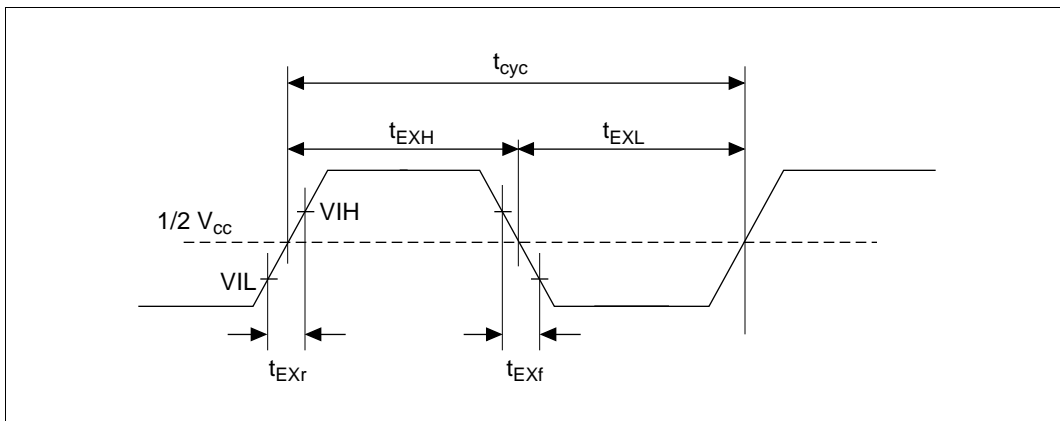 tcyc
tEXH
tEXL
VIH
1/2 Vcc
VIL
tEXr
tEXf